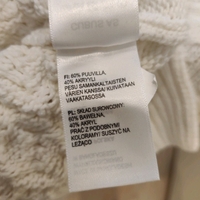 FI: 60% PUUVILLA,
40% AKRYYLI
PESU SAMANKALTAISTEN
VÄRIEN KANSSA/ KUIVATAAN
VAAKATASOSSA
PL: SKŁAD SUROWCOWY:
60% BAWEŁNA,
40% AKRYL
PRAĆ Z PODOBNYMI
KOLORAMI/ SUSZYĆ NA
LEŻĄCO